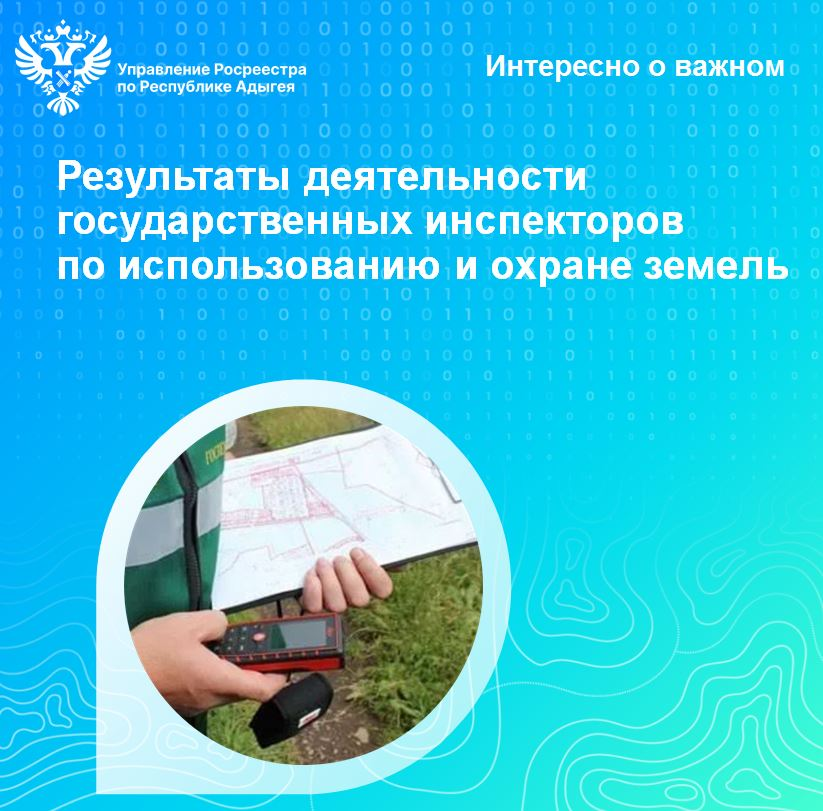 Управление Росреестра
по Республике Адыгея
Интересно о важном
Результаты деятельности
государственных инспекторов
по использованию и охране земель